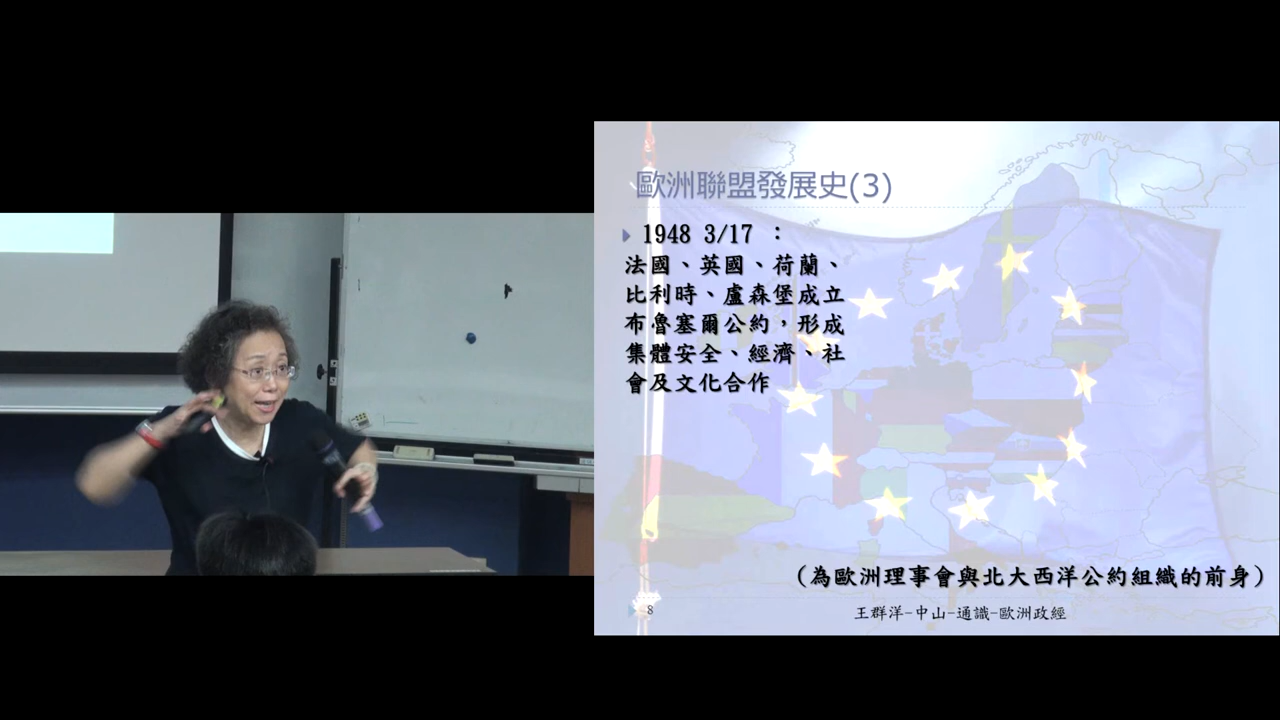 歐洲聯盟發展史(3)
1948 3/17 ：
法國、英國、荷蘭、
比利時、盧森堡成立
布魯塞爾公約，形成
集體安全、經濟、社
會及文化合作
(為歐洲理事會與北大西洋公約組織的前身)
8
王群洋-中山-通識-歐洲政經